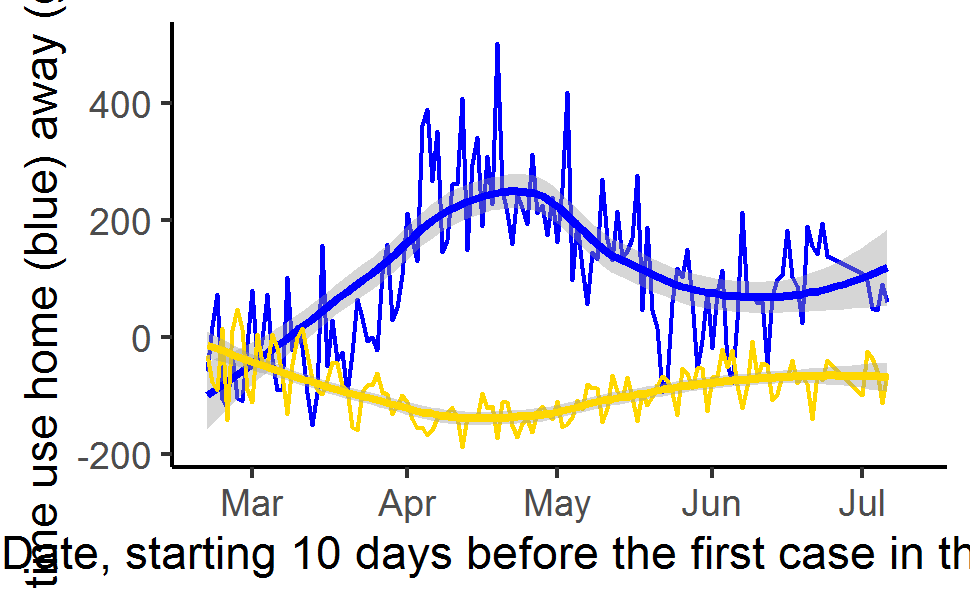 time use home (blue) away (
400
200
0
-200
Mar Apr May Jun Jul
Date, starting 10 days before the first case in th